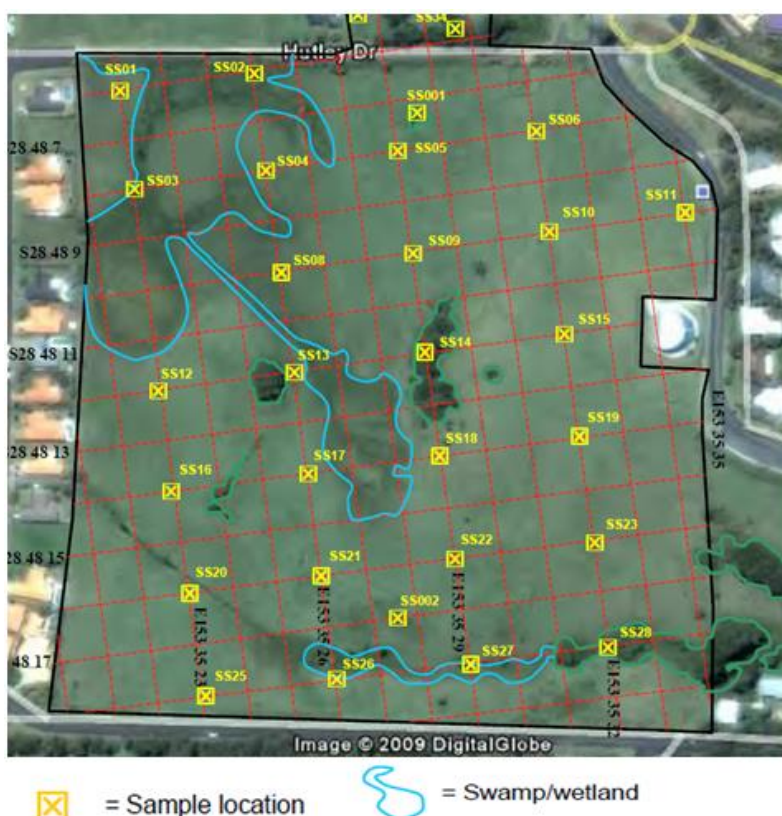 SS34
Hutley Dr
SS01
SS02
SS001
SS06
28 48 7
SS05
SS04
SS03
SS11
SS10
S28 48 9
SS09
SS08
SS15
S28 48 11
SS14
SS13
SS12
E153 35 35
SS19
S28 48 13
SS18
SS17
SS16
SS23
SS22
28 48 15
SS21
SS20
SS002
E153 35 23
E153 35 26
E153 35 29
SS28
48 17
SS27
SS26
E153 35 32
SS25
Image © 2009 DigitalGlobe
= Sample location
= Swamp/wetland